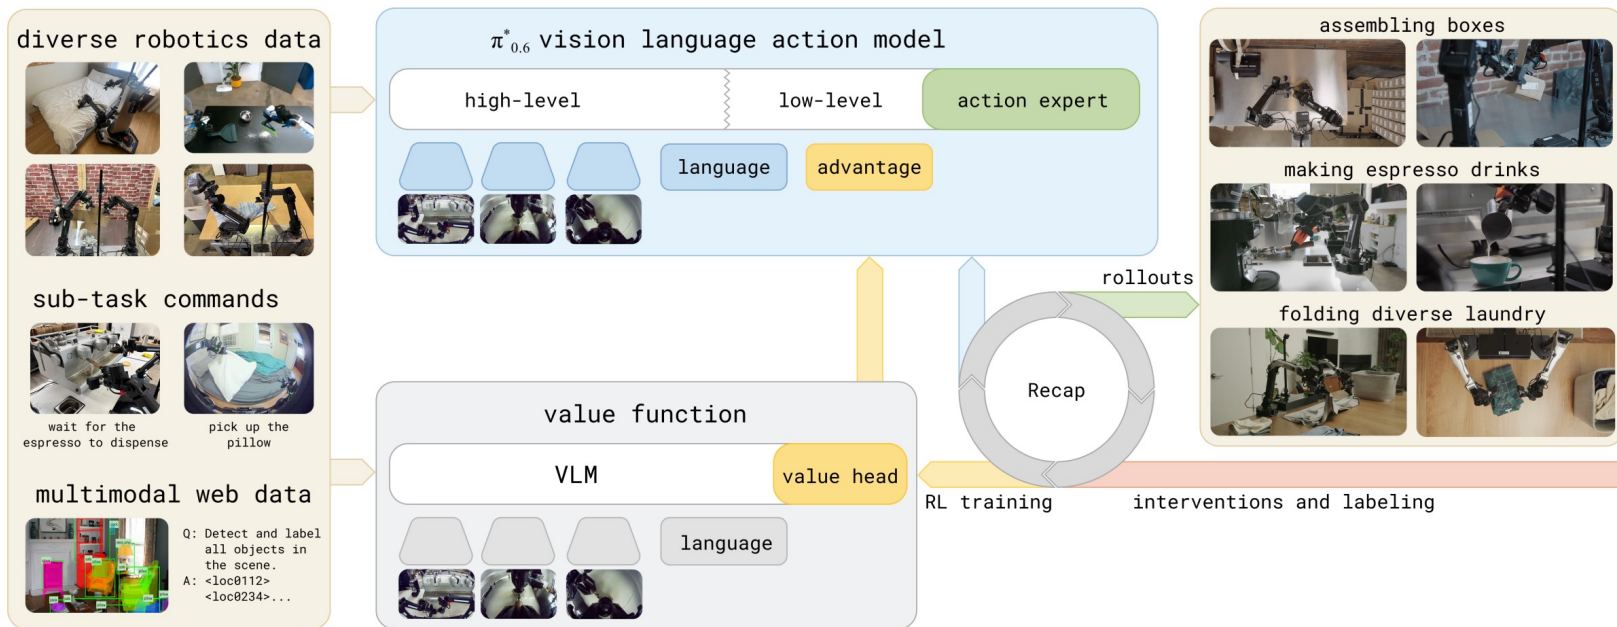 diverse robotics data
sub-task commands
wait for the
espresso to dispense
pick up the
pillow
multimodal web data
Q: Detect and label
all objects in
the scene.
A: <loc0112>
<loc0234>...
π*0.6 vision language action model
high-level
low-level
action expert
language
advantage
value function
VLM
value head
language
Recap
rollouts
RL training
interventions and labeling
assembling boxes
making espresso drinks
folding diverse laundry